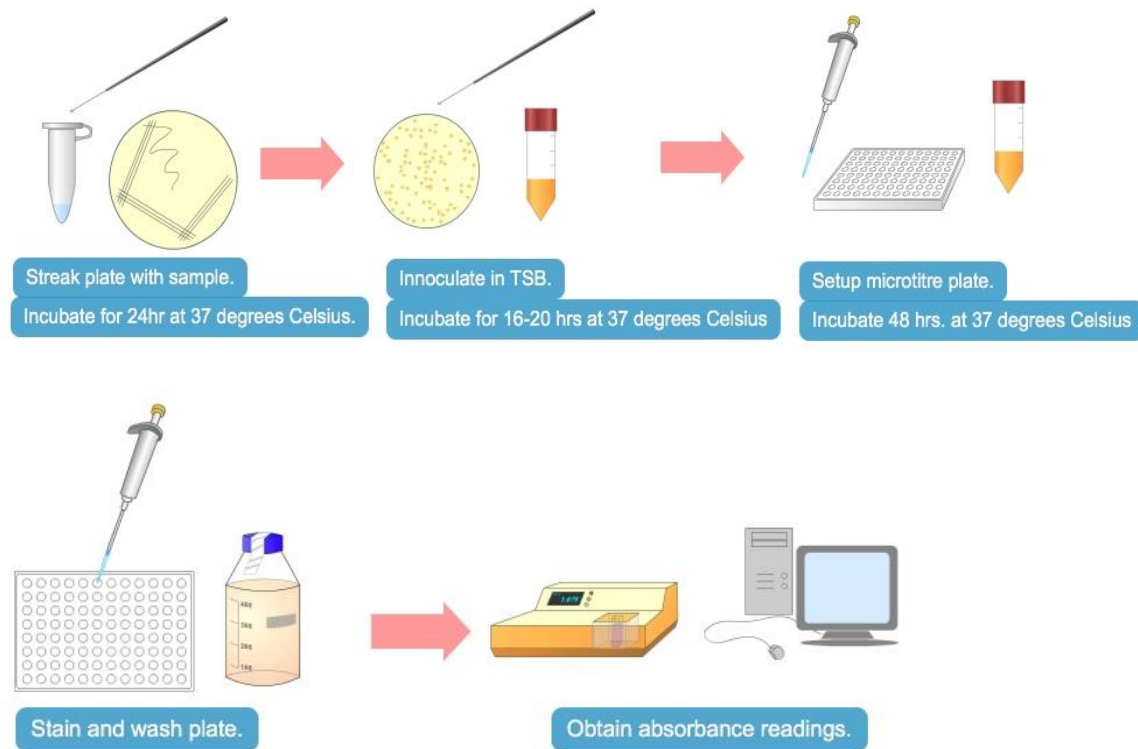 Streak plate with sample.
Incubate for 24hr at 37 degrees Celsius.
Innoculate in TSB.
Incubate for 16-20 hrs at 37 degrees Celsius
Setup microtitre plate.
Incubate 48 hrs. at 37 degrees Celsius
Stain and wash plate.
Obtain absorbance readings.